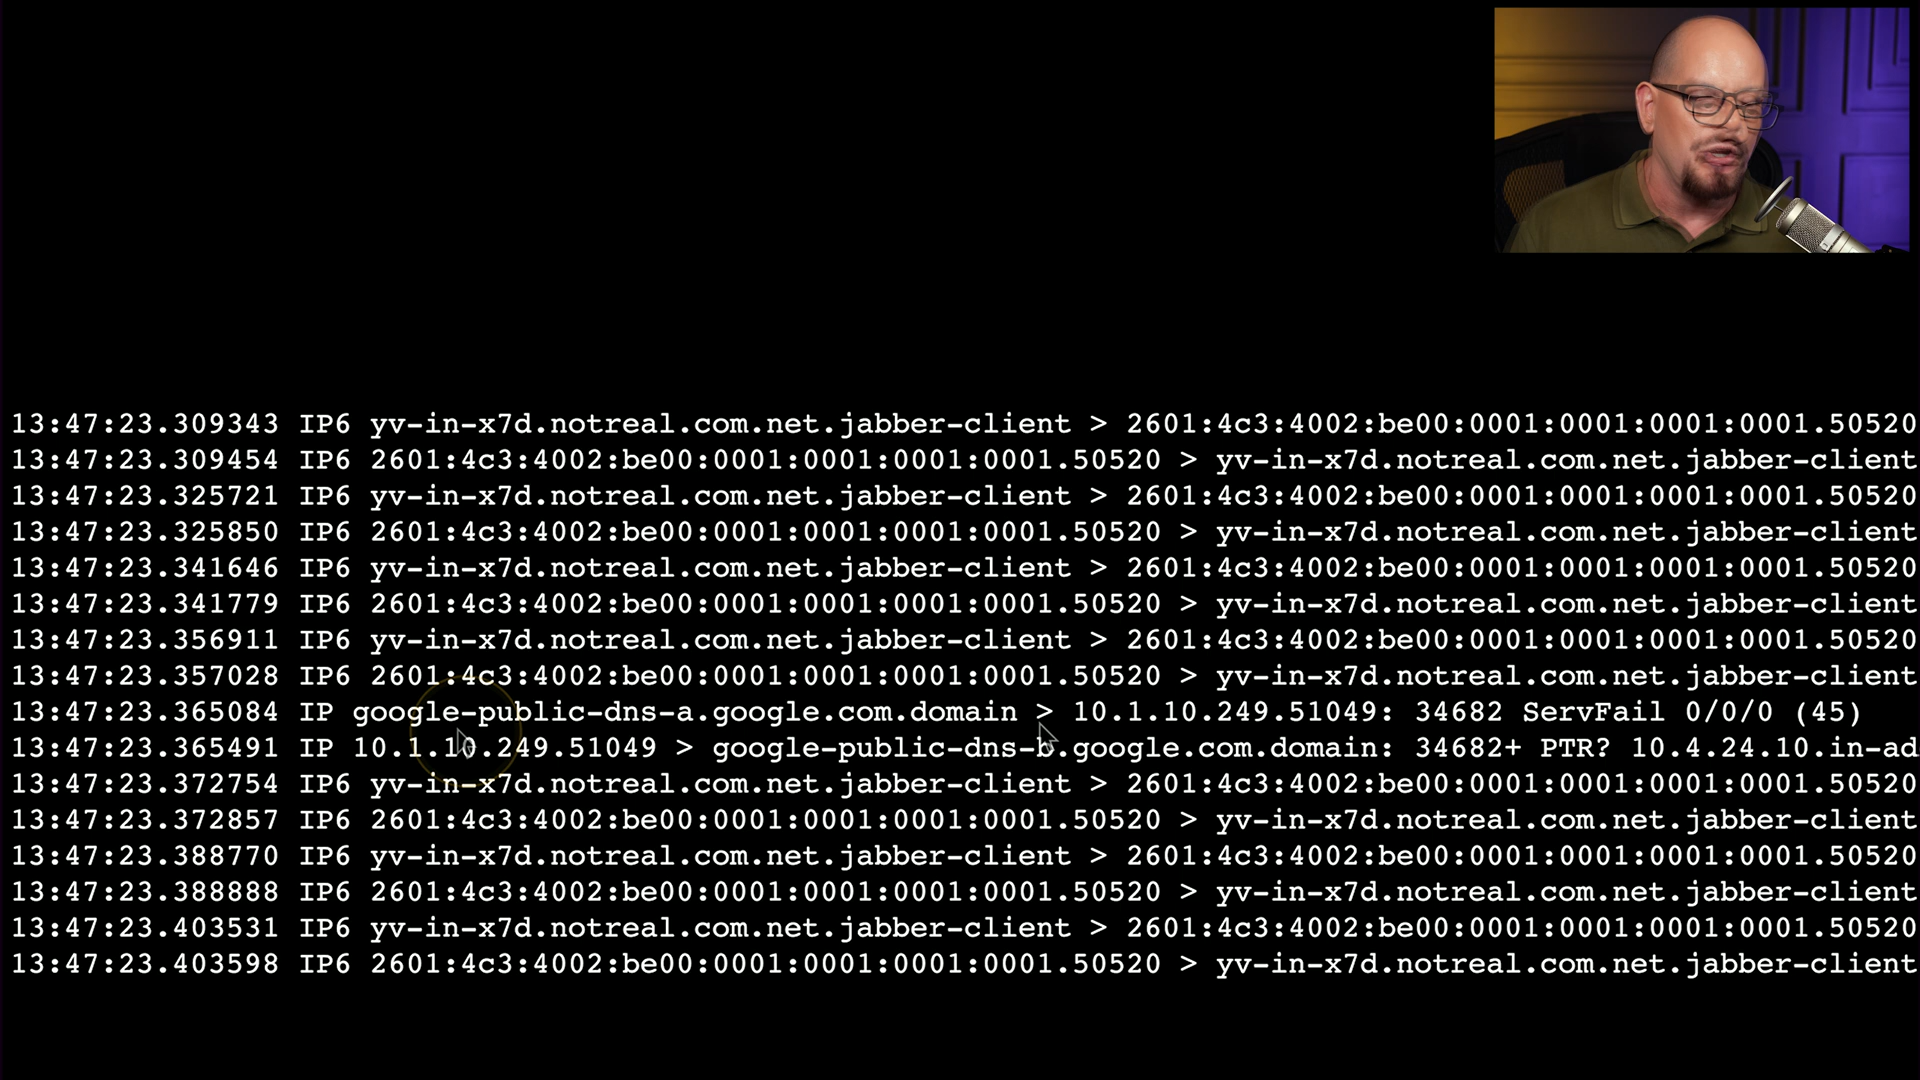 13:47:23.309343 IP6 yv-in-x7d.notreal.com.net.jabber-client > 2601:4c3:4002:be00:0001:0001:0001:0001.50520
13:47:23.309454 IP6 2601:4c3:4002:be00:0001:0001:0001:0001.50520 > yv-in-x7d.notreal.com.net.jabber-client
13:47:23.325721 IP6 yv-in-x7d.notreal.com.net.jabber-client > 2601:4c3:4002:be00:0001:0001:0001:0001.50520
13:47:23.325850 IP6 2601:4c3:4002:be00:0001:0001:0001:0001.50520 > yv-in-x7d.notreal.com.net.jabber-client
13:47:23.341646 IP6 yv-in-x7d.notreal.com.net.jabber-client > 2601:4c3:4002:be00:0001:0001:0001:0001.50520
13:47:23.341779 IP6 2601:4c3:4002:be00:0001:0001:0001:0001.50520 > yv-in-x7d.notreal.com.net.jabber-client
13:47:23.356911 IP6 yv-in-x7d.notreal.com.net.jabber-client > 2601:4c3:4002:be00:0001:0001:0001:0001.50520
13:47:23.357028 IP6 2601:4c3:4002:be00:0001:0001:0001:0001.50520 > yv-in-x7d.notreal.com.net.jabber-client
13:47:23.365084 IP google-public-dns-a.google.com.domain > 10.1.10.249.51049: 34682 ServFail 0/0/0 (45)
13:47:23.365491 IP 10.1.10.249.51049 > google-public-dns-b.google.com.domain: 34682+ PTR? 10.4.24.10.in-ad
13:47:23.372754 IP6 yv-in-x7d.notreal.com.net.jabber-client > 2601:4c3:4002:be00:0001:0001:0001:0001.50520
13:47:23.372857 IP6 2601:4c3:4002:be00:0001:0001:0001:0001.50520 > yv-in-x7d.notreal.com.net.jabber-client
13:47:23.388770 IP6 yv-in-x7d.notreal.com.net.jabber-client > 2601:4c3:4002:be00:0001:0001:0001:0001.50520
13:47:23.388888 IP6 2601:4c3:4002:be00:0001:0001:0001:0001.50520 > yv-in-x7d.notreal.com.net.jabber-client
13:47:23.403531 IP6 yv-in-x7d.notreal.com.net.jabber-client > 2601:4c3:4002:be00:0001:0001:0001:0001.50520
13:47:23.403598 IP6 2601:4c3:4002:be00:0001:0001:0001:0001.50520 > yv-in-x7d.notreal.com.net.jabber-client